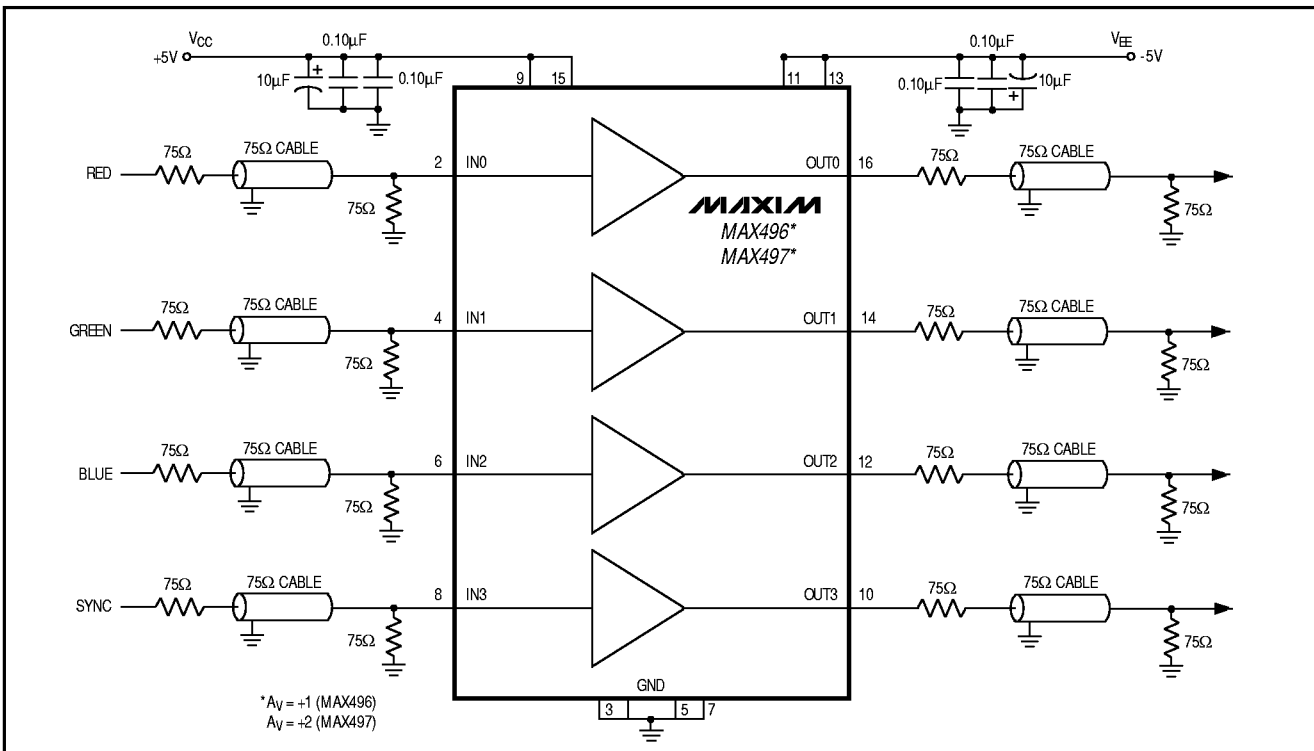 VCC
+5V
0.10µF
10µF
+
0.10µF
9 15
0.10µF
VEE
-5V
11 13
0.10µF
+
10µF
RED
75Ω
75Ω CABLE
75Ω
2
IN0
OUT0
16
75Ω
75Ω CABLE
75Ω
MAXIM
MAX496*
MAX497*
GREEN
75Ω
75Ω CABLE
75Ω
4
IN1
OUT1
14
75Ω
75Ω CABLE
75Ω
BLUE
75Ω
75Ω CABLE
75Ω
6
IN2
OUT2
12
75Ω
75Ω CABLE
75Ω
SYNC
75Ω
75Ω CABLE
75Ω
8
IN3
OUT3
10
75Ω
75Ω CABLE
75Ω
GND
3 5 7
*AV = +1 (MAX496)
AV = +2 (MAX497)